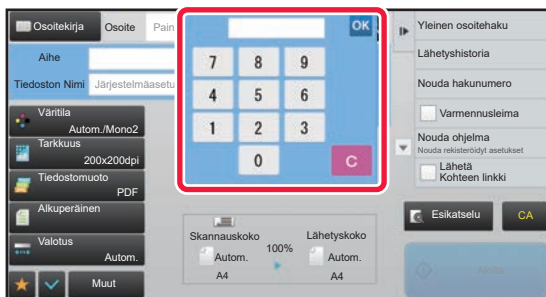 Osoitekirja
Osoite
Pain
OK
Yleinen osoitehaku
Aihe
Lähetyshistoria
Tiedoston Nimi
Järjestelmäasetu
7 8 9
Nouda hakunumero
4 5 6
Varmennusleima
Väritila
Autom./Mono2
1 2 3
Nouda ohjelma
Nouda rekisteröidyt asetukset
Tarkkuus
200x200dpi
0 C
Lähetä
Kohteen linkki
Tiedostomuoto
PDF
Alkuperäinen
Esikatselu
CA
Skannauskoko
100%
Lähetyskoko
Valotus
Autom.
Autom.
A4
Autom.
A4
Muut
Aloita